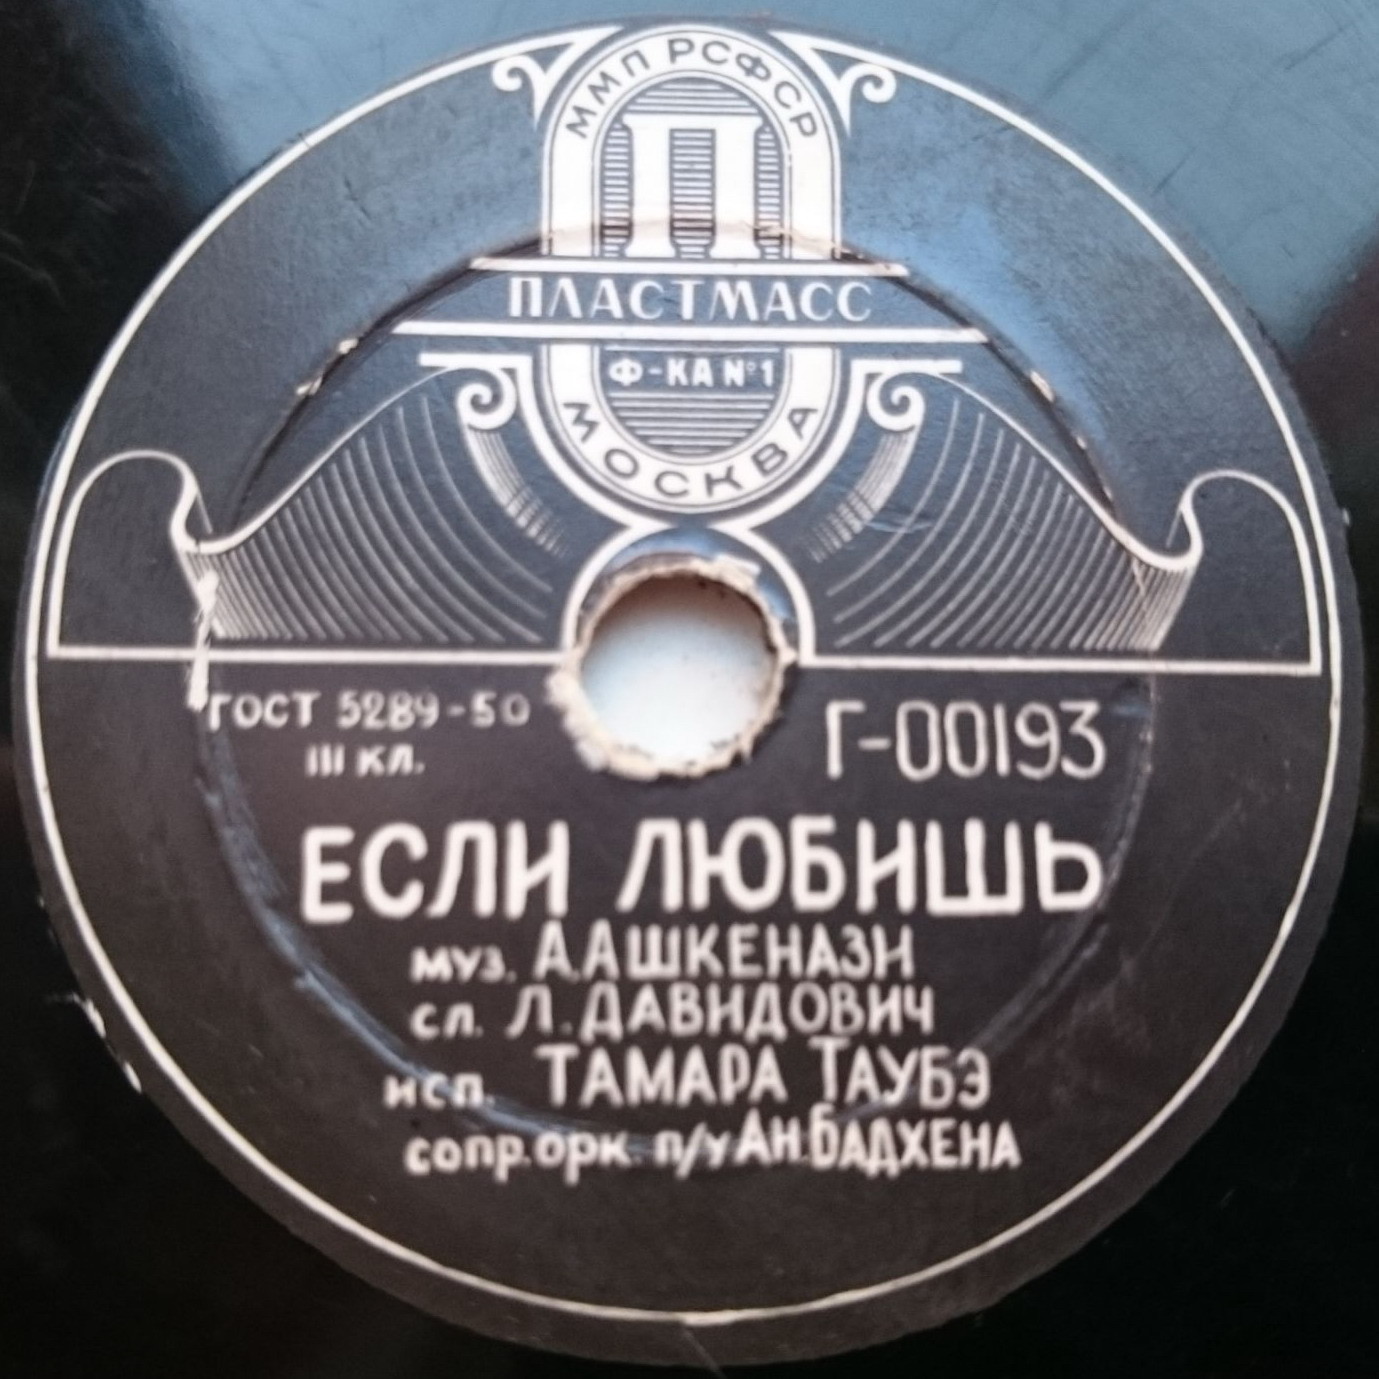 ММП РСФСР
П
ПЛАСТМАСС
Ф-КА №1
МОСКВА
ГОСТ 5289-50
III КЛ.
Г-00193
ЕСЛИ ЛЮБИШЬ
муз. А.АШКЕНАЗИ
сл. Л.ДАВИДОВИЧ
исп. ТАМАРА ТАУБЭ
сопр.орк. п/у Ан.БАДХЕНА